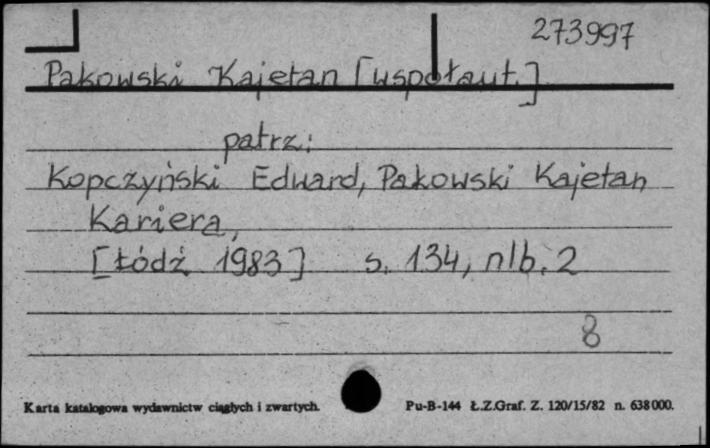 273997
Pakowski Kajetan [współaut.]
patrz:
Kopczyński Eduard, Pakowski Kajetan
Kariera,
[Łódź 1983] s. 134, nlb. 2
8
Karta katalogowa wydawnictw ciągłych i zwartych. Pu-B-144 Ł.Z.Graf. Z. 120/15/82 n. 638000.